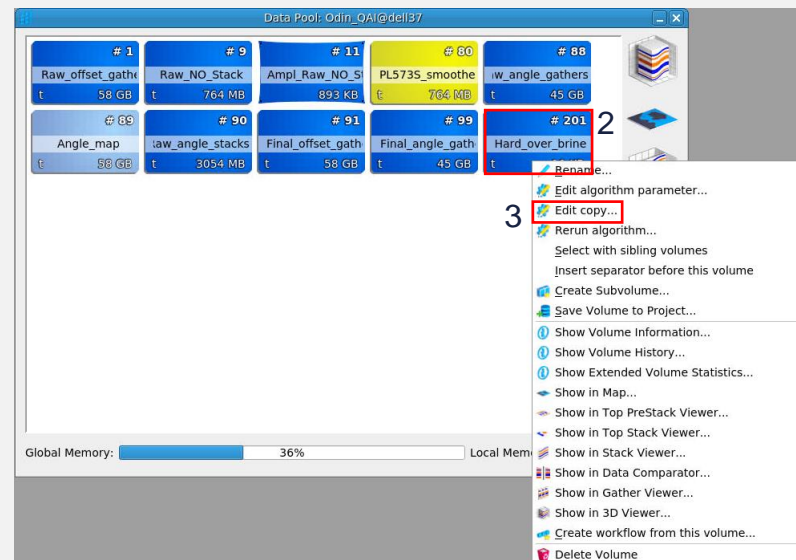 Data Pool: Odin_QAI@dell37
# 1
Raw_offset_gathe
t 58 GB
# 9
Raw_NO_Stack
t 764 MB
# 11
Ampl_Raw_NO_St
893 KB
# 80
PL573S_smoothe
t 764 MB
# 88
w_angle_gathers
t 45 GB
# 89
Angle_map
t 58 GB
# 90
aw_angle_stacks
t 3054 MB
# 91
Final_offset_gath
t 58 GB
# 99
Final_angle_gath
t 45 GB
# 201
Hard_over_brine
t
2
Rename...
Edit algorithm parameter...
3
Edit copy...
Rerun algorithm...
Select with sibling volumes
Insert separator before this volume
Create Subvolume...
Save Volume to Project...
Show Volume Information...
Show Volume History...
Show Extended Volume Statistics...
Show in Map...
Show in Top PreStack Viewer...
Show in Top Stack Viewer...
Show in Stack Viewer...
Show in Data Comparator...
Show in Gather Viewer...
Show in 3D Viewer...
Create workflow from this volume...
Delete Volume
Global Memory: 36% Local Mem